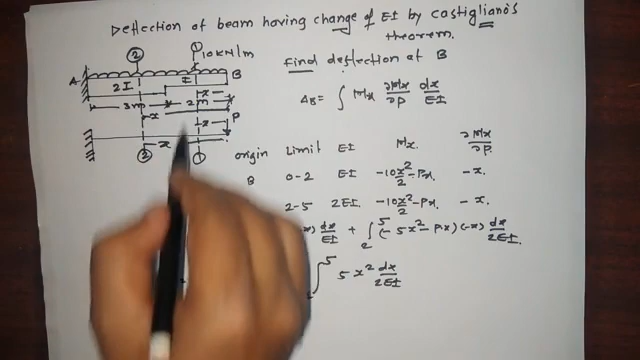 Deflection of beam having change of EI by castigliano's
theorem.
② ① 10kN/m
A 2I I B
3m 2m x
x x P
x
② ①
Find deflection at B
ΔB = ∫ Mx ∂Mx/∂P dx/EI
origin Limit EI Mx ∂Mx/∂P.
B 0-2 EI -10x²/2 - Px. -x.
2-5 2EI. -10x²/2 - Px. -x.
x) dx/EI + ∫₂⁵ (-5x² - Px) (-x) dx/2EI.
∫⁵ 5x² dx/2EI